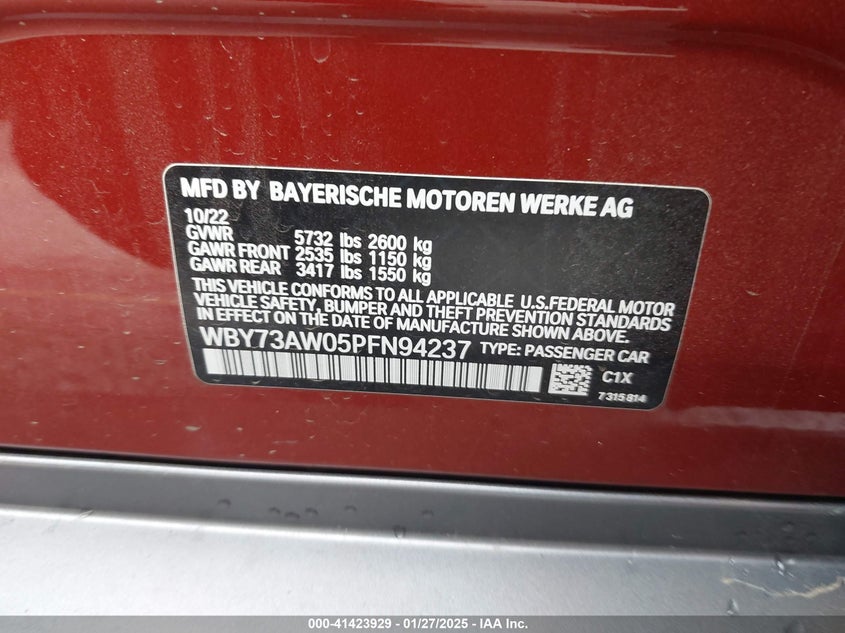 MFD BY BAYERISCHE MOTOREN WERKE AG
10/22
GVWR 5732 lbs 2600 kg
GAWR FRONT 2535 lbs 1150 kg
GAWR REAR 3417 lbs 1550 kg
THIS VEHICLE CONFORMS TO ALL APPLICABLE U.S.FEDERAL MOTOR
VEHICLE SAFETY, BUMPER AND THEFT PREVENTION STANDARDS
IN EFFECT ON THE DATE OF MANUFACTURE SHOWN ABOVE.
WBY73AW05PFN94237 TYPE: PASSENGER CAR
C1X
7315814
000-41423929 - 01/27/2025 - IAA Inc.